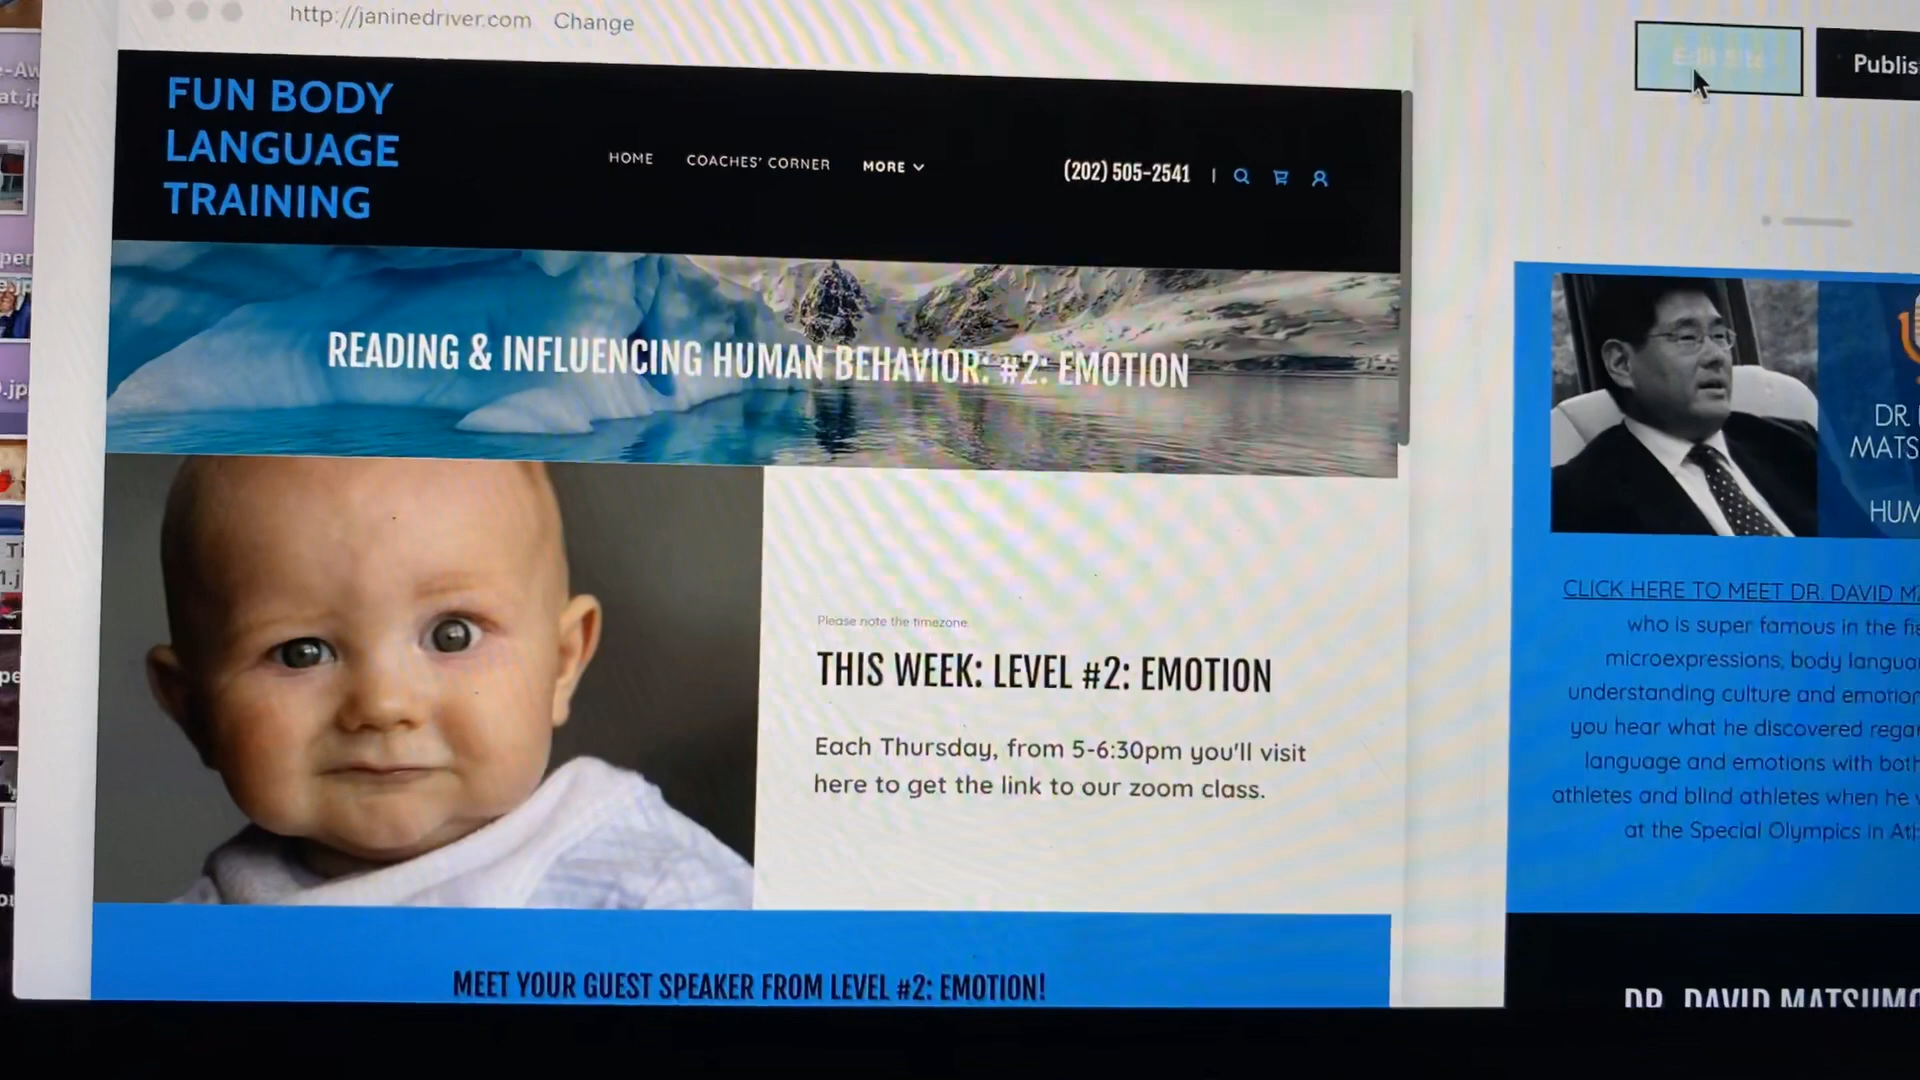 http://janinedriver.com Change
Edit Site
Publis
FUN BODY
LANGUAGE
TRAINING
HOME COACHES' CORNER MORE
(202) 505-2541 |
READING & INFLUENCING HUMAN BEHAVIOR: #2: EMOTION
Please note the timezone
THIS WEEK: LEVEL #2: EMOTION
Each Thursday, from 5-6:30pm you'll visit
here to get the link to our zoom class.
MEET YOUR GUEST SPEAKER FROM LEVEL #2: EMOTION!
DR.
MATS
HUM
CLICK HERE TO MEET DR. DAVID M
who is super famous in the fie
microexpressions, body langua
understanding culture and emotion
you hear what he discovered rega
language and emotions with both
athletes and blind athletes when he
at the Special Olympics in Ath
DR. DAVID MATSUMO